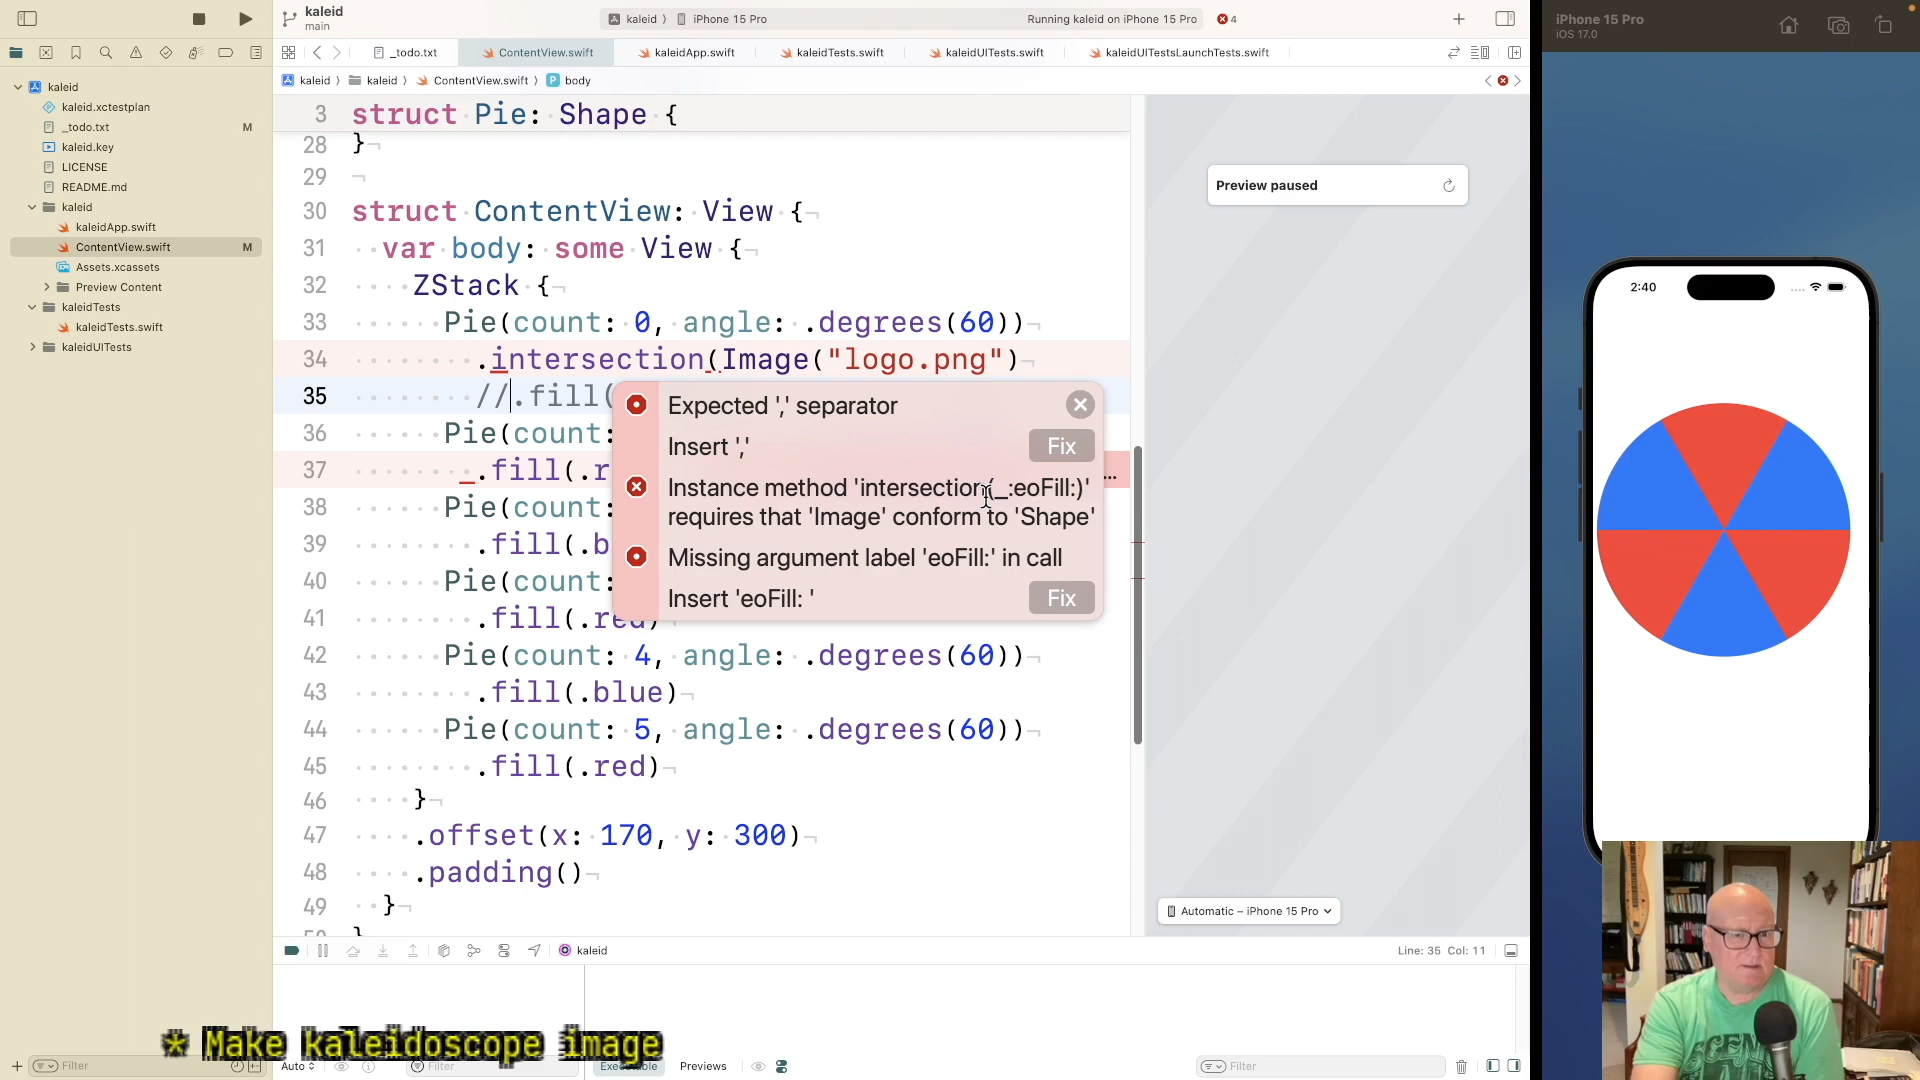 kaleid
main
kaleid
iPhone 15 Pro
Running kaleid on iPhone 15 Pro
4
iPhone 15 Pro
iOS 17.0
_todo.txt
ContentView.swift
kaleidApp.swift
kaleidTests.swift
kaleidUITests.swift
kaleidUITestsLaunchTests.swift
kaleid
kaleid
ContentView.swift
P body
kaleid
kaleid.xctestplan
_todo.txt M
kaleid.key
LICENSE
README.md
kaleid
kaleidApp.swift
ContentView.swift M
Assets.xcassets
Preview Content
kaleidTests
kaleidTests.swift
kaleidUITests
3 struct Pie: Shape {
28 }
29
30 struct ContentView: View {
31 var body: some View {
32 ZStack {
33 Pie(count: 0, angle: .degrees(60))
34 .intersection(Image("logo.png")
35 //.fill(
36 Pie(count:
37 .fill(.r ...
38 Pie(count:
39 .fill(.b
40 Pie(count:
41 .fill(.red)
42 Pie(count: 4, angle: .degrees(60))
43 .fill(.blue)
44 Pie(count: 5, angle: .degrees(60))
45 .fill(.red)
46 }
47 .offset(x: 170, y: 300)
48 .padding()
49 }
50 }
Expected ',' separator
Insert ',' Fix
Instance method 'intersection(_:eoFill:)'
requires that 'Image' conform to 'Shape'
Missing argument label 'eoFill:' in call
Insert 'eoFill: ' Fix
Preview paused
Automatic – iPhone 15 Pro
2:40
kaleid
Line: 35 Col: 11
* Make kaleidoscope image
Filter
Auto
Filter
Executable
Previews
Filter